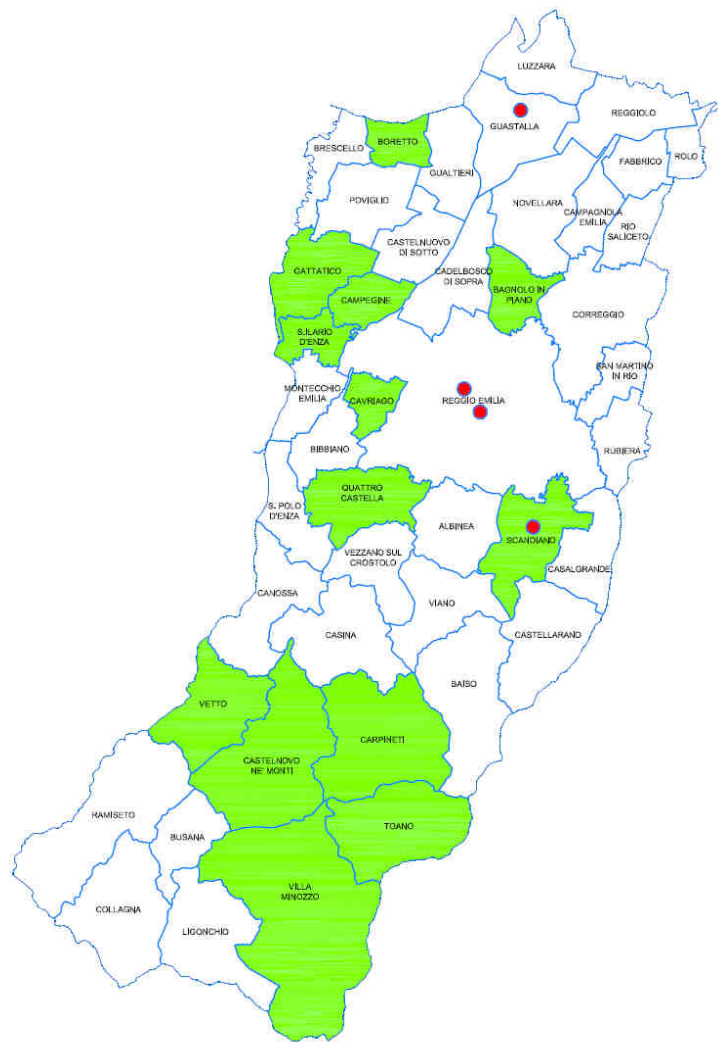 LUZZARA
GUASTALLA
REGGIOLO
BRESCELLO
BORETTO
GUALTIERI
FABBRICO
ROLO
POVIGLIO
NOVELLARA
CAMPAGNOLA
EMILIA
RIO
SALICETO
CASTELNUOVO
DI SOTTO
CADELBOSCO
DI SOPRA
GATTATICO
CAMPEGINE
BAGNOLO IN
PIANO
CORREGGIO
S.ILARIO
D'ENZA
SAN MARTINO
IN RIO
MONTECCHIO
EMILIA
CAVRIAGO
REGGIO EMILIA
BIBBIANO
RUBIERA
QUATTRO
CASTELLA
S. POLO
D'ENZA
ALBINEA
SCANDIANO
VEZZANO SUL
CROSTOLO
CASALGRANDE
CANOSSA
VIANO
CASINA
CASTELLARANO
BAISO
VETTO
CARPINETI
CASTELNOVO
NE' MONTI
RAMISETO
BUSANA
TOANO
VILLA
MINOZZO
COLLAGNA
LIGONCHIO